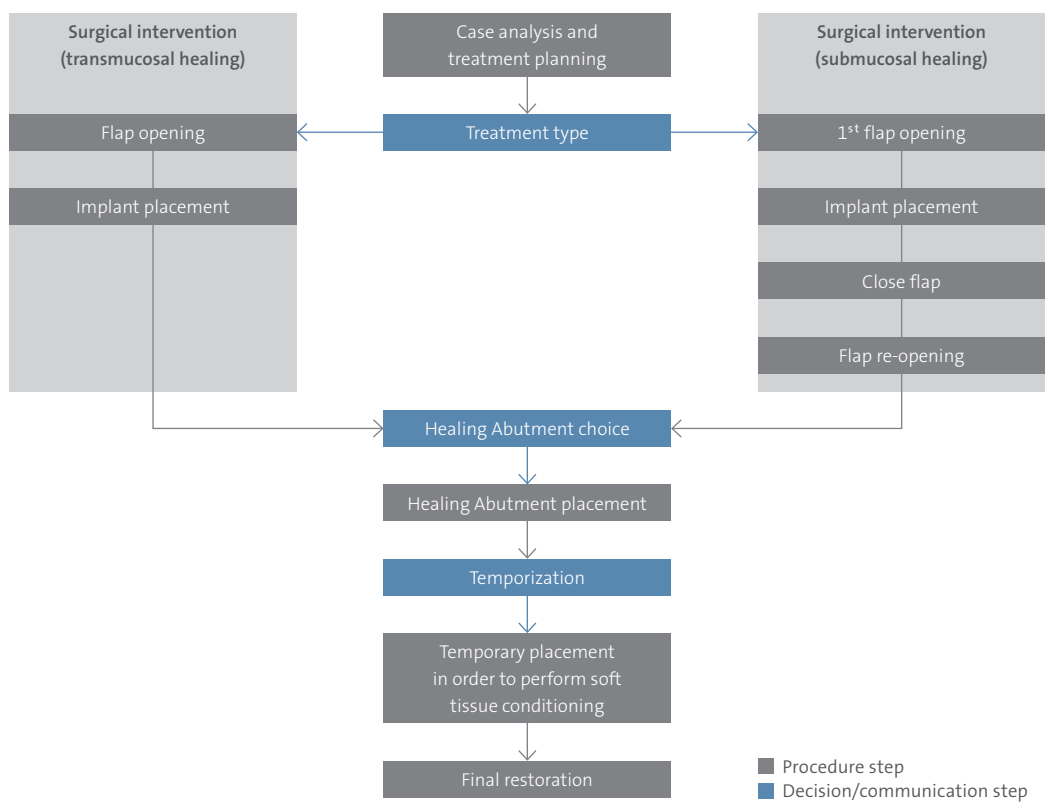 Surgical intervention
(transmucosal healing)
Flap opening
Implant placement
Case analysis and
treatment planning
Treatment type
Surgical intervention
(submucosal healing)
1st flap opening
Implant placement
Close flap
Flap re-opening
Healing Abutment choice
Healing Abutment placement
Temporization
Temporary placement
in order to perform soft
tissue conditioning
Final restoration
Procedure step
Decision/communication step